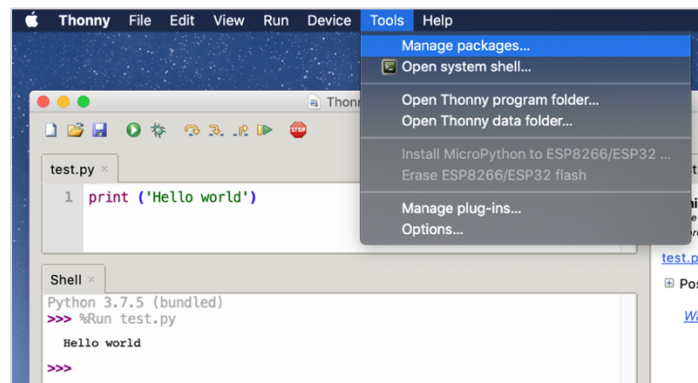 Thonny File Edit View Run Device Tools Help
Manage packages...
Open system shell...
Open Thonny program folder...
Open Thonny data folder...
Install MicroPython to ESP8266/ESP32 ...
Erase ESP8266/ESP32 flash
Manage plug-ins...
Options...
STOP
test.py ×
1 print ('Hello world')
Shell ×
Python 3.7.5 (bundled)
>>> %Run test.py
Hello world
>>>